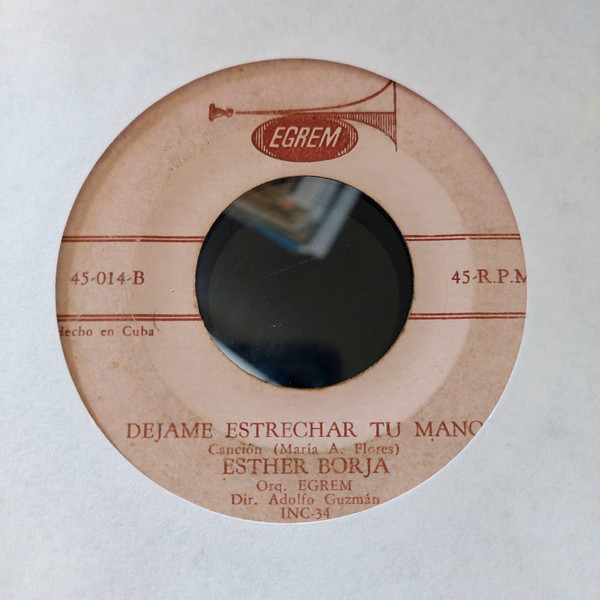 EGREM
45-014-B
45-R.P.M
Hecho en Cuba
DEJAME ESTRECHAR TU MANO
Canción (María A. Flores)
ESTHER BORJA
Orq. EGREM
Dir. Adolfo Guzmán
INC-34